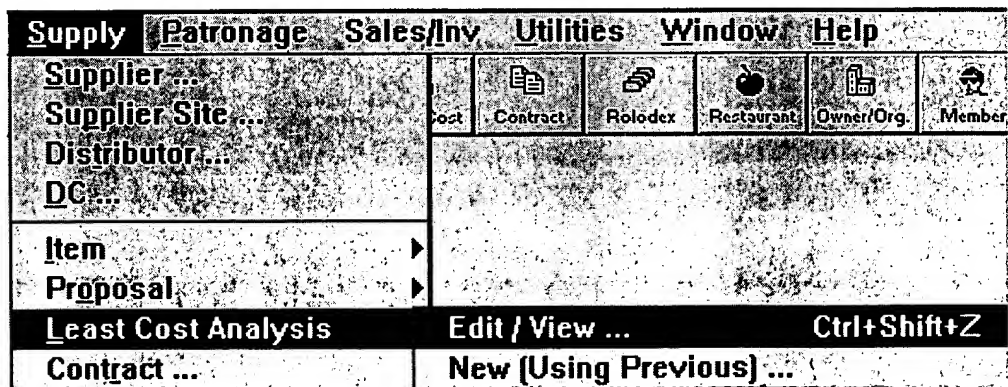 Supply Patronage Sales/Inv Utilities Window Help
Supplier ...
Supplier Site ...
Distributor ...
DC ...
Cost Contract Rolodex Restaurant Owner/Org. Member
Item
Proposal
Least Cost Analysis Edit / View ... Ctrl+Shift+Z
Contract ... New (Using Previous) ...